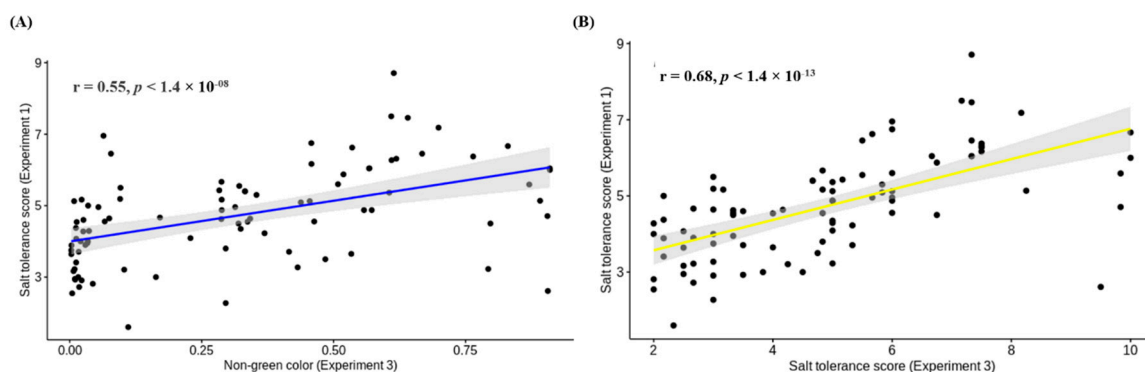 (A)
r = 0.55, p < 1.4 × 10⁻⁰⁸
Salt tolerance score (Experiment 1)
9
7
5
3
0.00 0.25 0.50 0.75
Non-green color (Experiment 3)
(B)
r = 0.68, p < 1.4 × 10⁻¹³
Salt tolerance score (Experiment 1)
9
7
5
3
2 4 6 8 10
Salt tolerance score (Experiment 3)